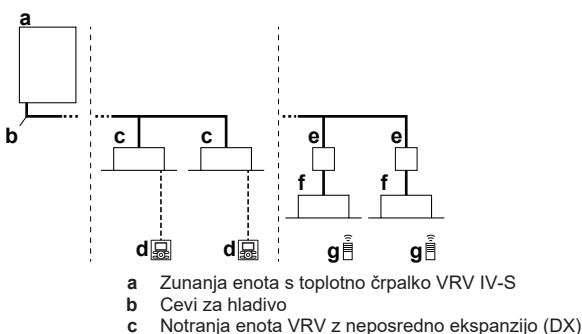 a
b
c c
e e
f f
d d
g g
a Zunanja enota s toplotno črpalko VRV IV-S
b Cevi za hladivo
c Notranja enota VRV z neposredno ekspanzijo (DX)